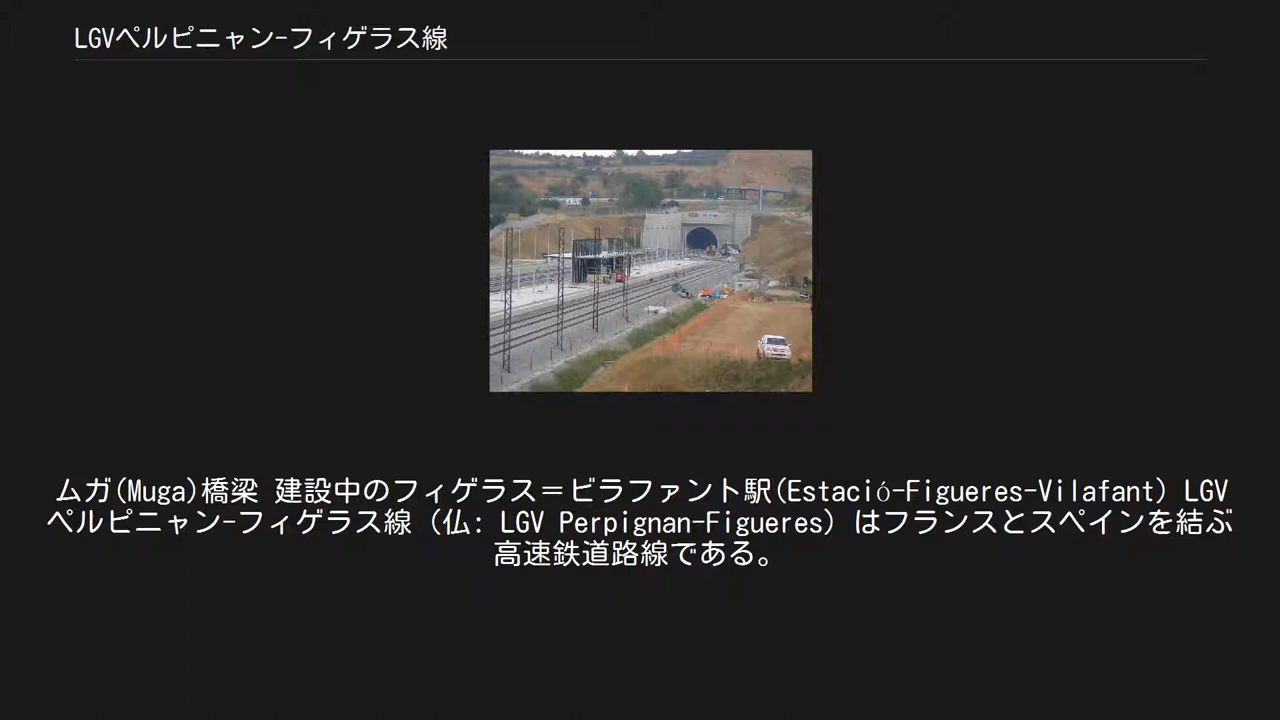 LGVペルピニャン-フィゲラス線
ムガ(Muga)橋梁 建設中のフィゲラス＝ビラファント駅(Estació-Figueres-Vilafant) LGV
ペルピニャン-フィゲラス線（仏: LGV Perpignan-Figueres）はフランスとスペインを結ぶ
高速鉄道路線である。